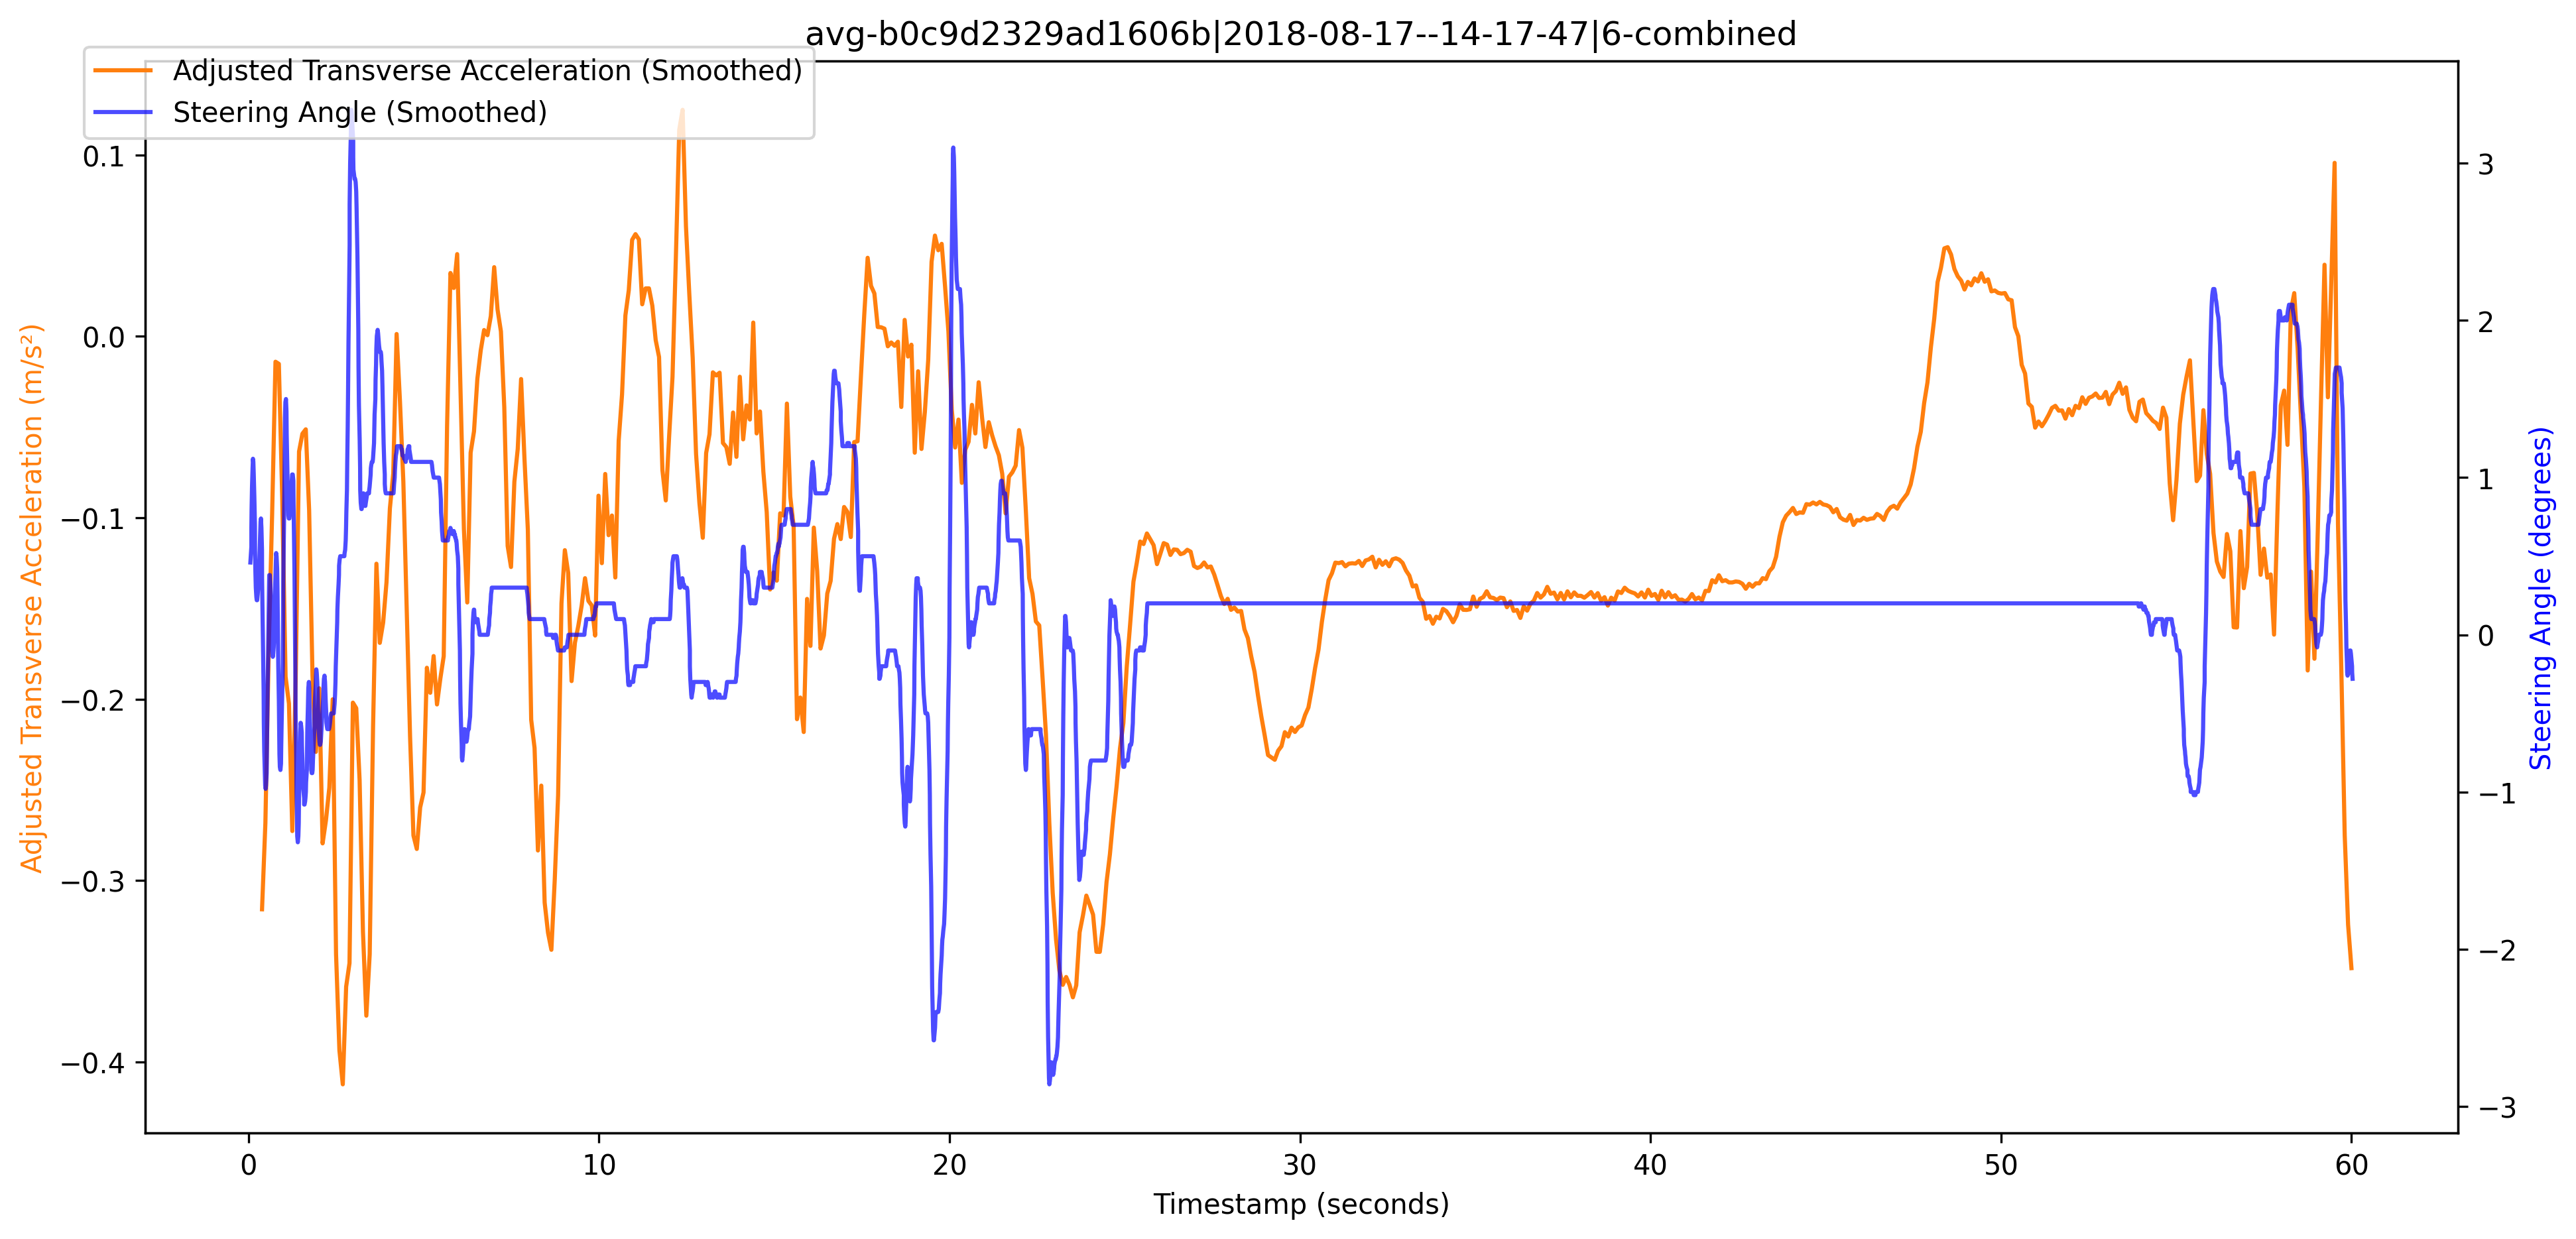 avg-b0c9d2329ad1606b|2018-08-17--14-17-47|6-combined
Adjusted Transverse Acceleration (Smoothed)
Steering Angle (Smoothed)
Adjusted Transverse Acceleration (m/s²)
0.1
0.0
−0.1
−0.2
−0.3
−0.4
3
2
1
0
−1
−2
−3
Steering Angle (degrees)
0 10 20 30 40 50 60
Timestamp (seconds)